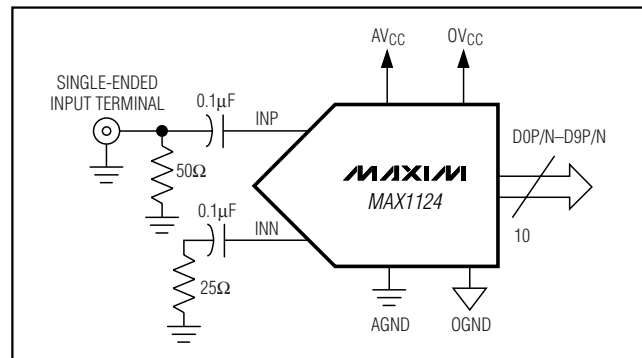 AVCC
OVCC
SINGLE-ENDED
INPUT TERMINAL
0.1μF
INP
D0P/N–D9P/N
50Ω
MAXIM
MAX1124
0.1μF
INN
10
25Ω
AGND
OGND